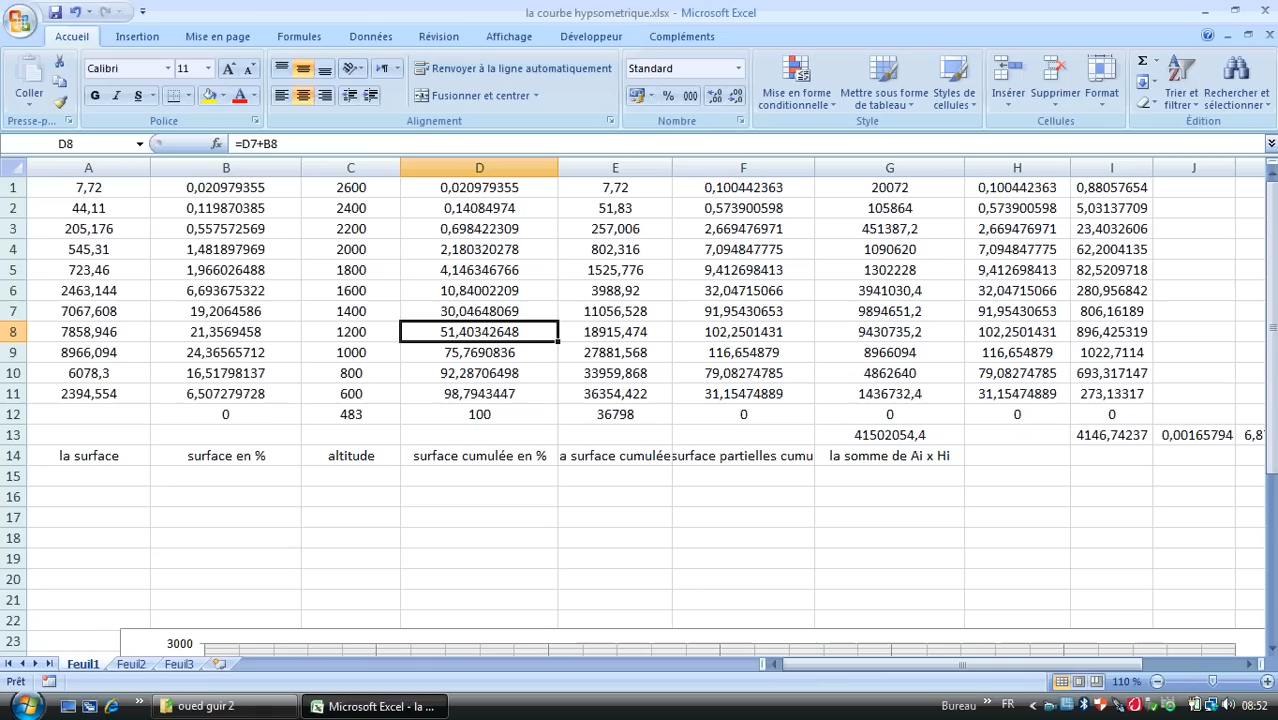 la courbe hypsometrique.xlsx - Microsoft Excel
Accueil Insertion Mise en page Formules Données Révision Affichage Développeur Compléments
Calibri 11 Renvoyer à la ligne automatiquement Standard
Coller G I S Fusionner et centrer % 000 Mise en forme conditionnelle Mettre sous forme de tableau Styles de cellules Insérer Supprimer Format Trier et filtrer Rechercher et sélectionner
Presse-p... Police Alignement Nombre Style Cellules Édition
D8 fx =D7+B8
A B C D E F G H I J
1 7,72 0,020979355 2600 0,020979355 7,72 0,100442363 20072 0,100442363 0,88057654
2 44,11 0,119870385 2400 0,14084974 51,83 0,573900598 105864 0,573900598 5,03137709
3 205,176 0,557572569 2200 0,698422309 257,006 2,669476971 451387,2 2,669476971 23,4032606
4 545,31 1,481897969 2000 2,180320278 802,316 7,094847775 1090620 7,094847775 62,2004135
5 723,46 1,966026488 1800 4,146346766 1525,776 9,412698413 1302228 9,412698413 82,5209718
6 2463,144 6,693675322 1600 10,84002209 3988,92 32,04715066 3941030,4 32,04715066 280,956842
7 7067,608 19,2064586 1400 30,04648069 11056,528 91,95430653 9894651,2 91,95430653 806,16189
8 7858,946 21,3569458 1200 51,40342648 18915,474 102,2501431 9430735,2 102,2501431 896,425319
9 8966,094 24,36565712 1000 75,7690836 27881,568 116,654879 8966094 116,654879 1022,7114
10 6078,3 16,51798137 800 92,28706498 33959,868 79,08274785 4862640 79,08274785 693,317147
11 2394,554 6,507279728 600 98,7943447 36354,422 31,15474889 1436732,4 31,15474889 273,13317
12 0 483 100 36798 0 0 0 0
13 41502054,4 4146,74237 0,00165794 6,87
14 la surface surface en % altitude surface cumulée en % a surface cumulée surface partielles cumu la somme de Ai x Hi
15
16
17
18
19
20
21
22
23 3000
Feuil1 Feuil2 Feuil3
Prêt 110 %
oued guir 2 Microsoft Excel - la ... Bureau » FR 08:52